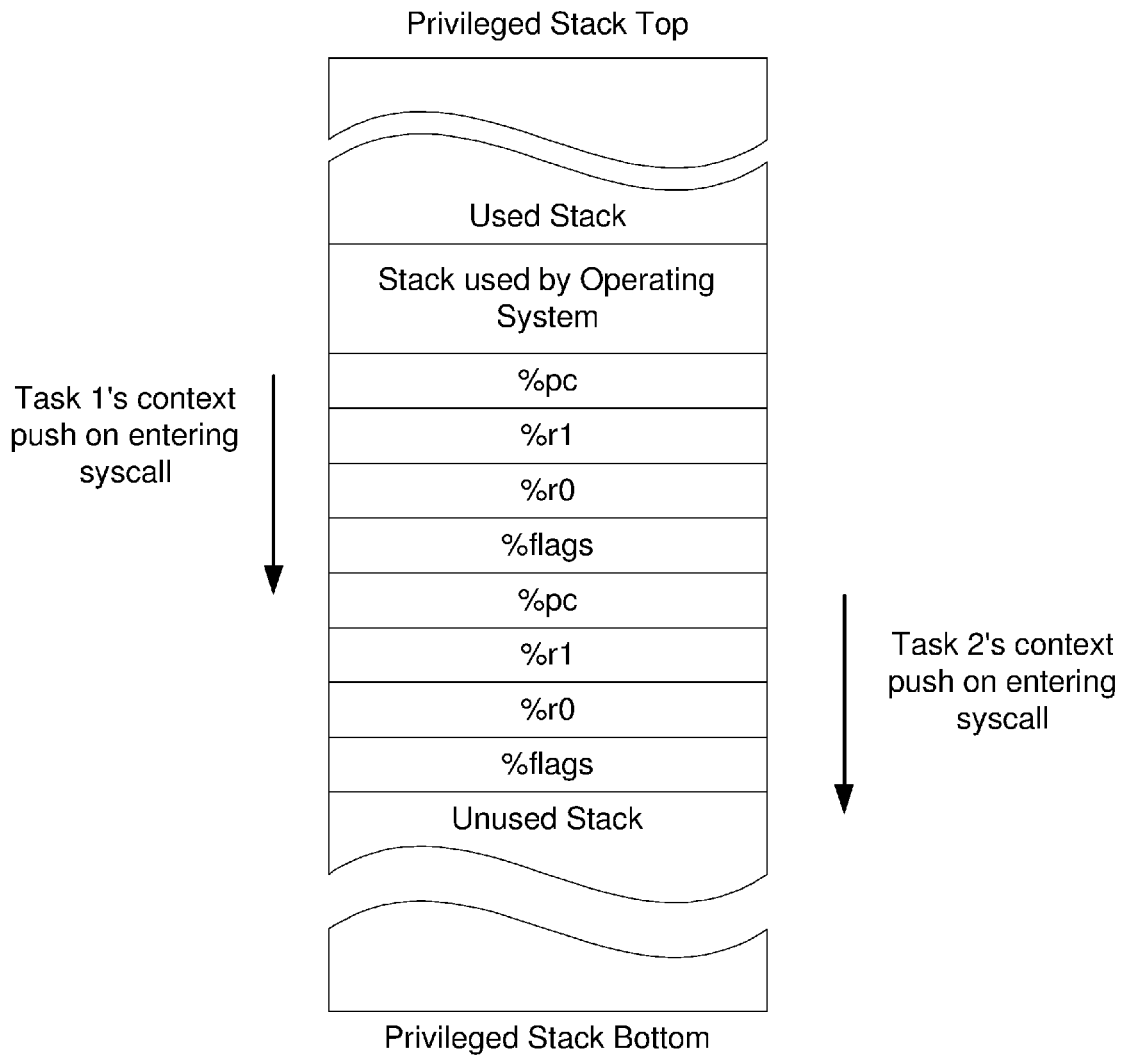 Privileged Stack Top
Used Stack
Stack used by Operating
System
Task 1's context
push on entering
syscall
%pc
%r1
%r0
%flags
%pc
%r1
%r0
%flags
Task 2's context
push on entering
syscall
Unused Stack
Privileged Stack Bottom